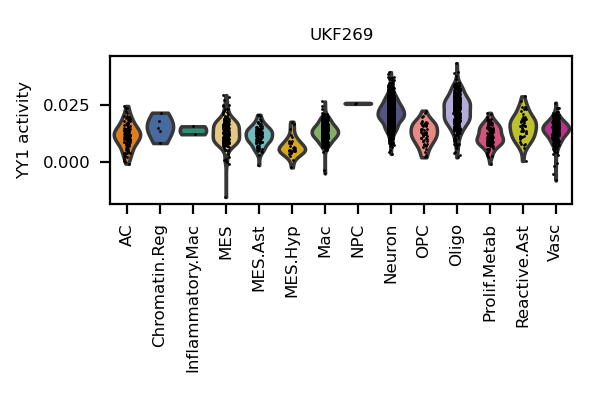 UKF269
YY1 activity
0.025
0.000
AC
Chromatin.Reg
Inflammatory.Mac
MES
MES.Ast
MES.Hyp
Mac
NPC
Neuron
OPC
Oligo
Prolif.Metab
Reactive.Ast
Vasc